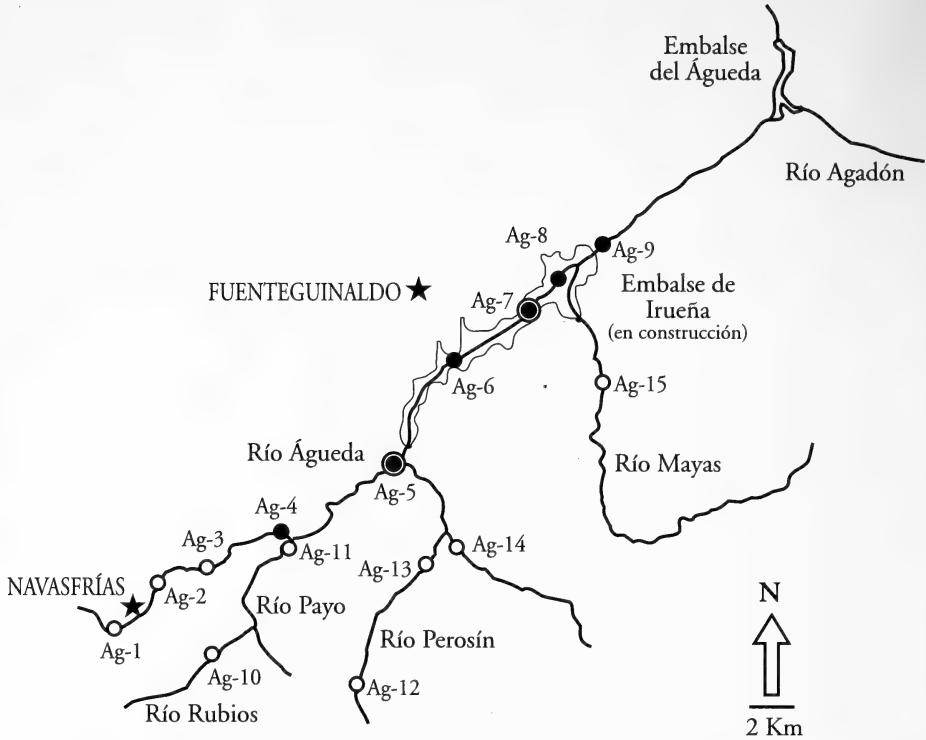 Embalse
del Águeda
Río Agadón
Ag-8
Ag-9
FUENTEGUINALDO
Ag-7
Embalse de
Irueña
(en construcción)
Ag-6
Ag-15
Río Águeda
Río Mayas
Ag-5
Ag-4
Ag-3
Ag-11
Ag-14
Ag-13
NAVASFRÍAS
Ag-2
Río Payo
N
Ag-1
Río Perosín
Ag-10
Ag-12
Río Rubios
2 Km